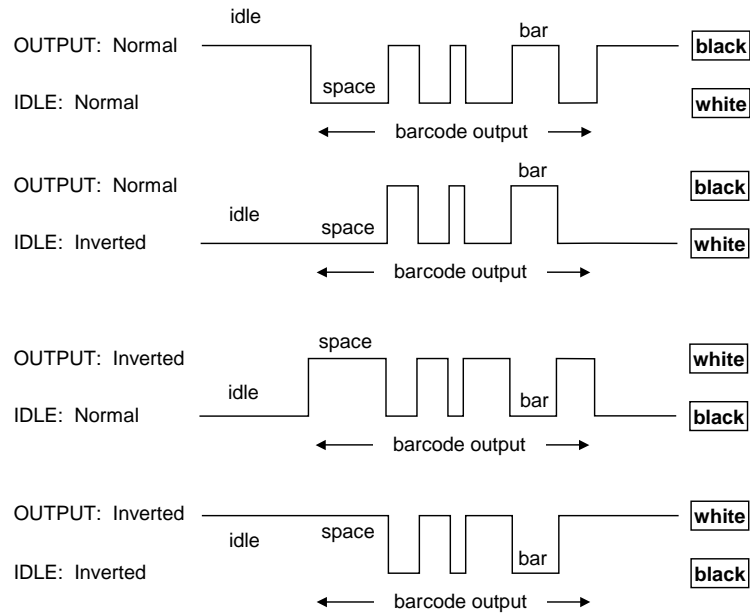 idle
OUTPUT: Normal bar black
IDLE: Normal space white
barcode output
OUTPUT: Normal bar black
idle space
IDLE: Inverted white
barcode output
space
OUTPUT: Inverted white
idle bar
IDLE: Normal black
barcode output
OUTPUT: Inverted white
idle space bar
IDLE: Inverted black
barcode output